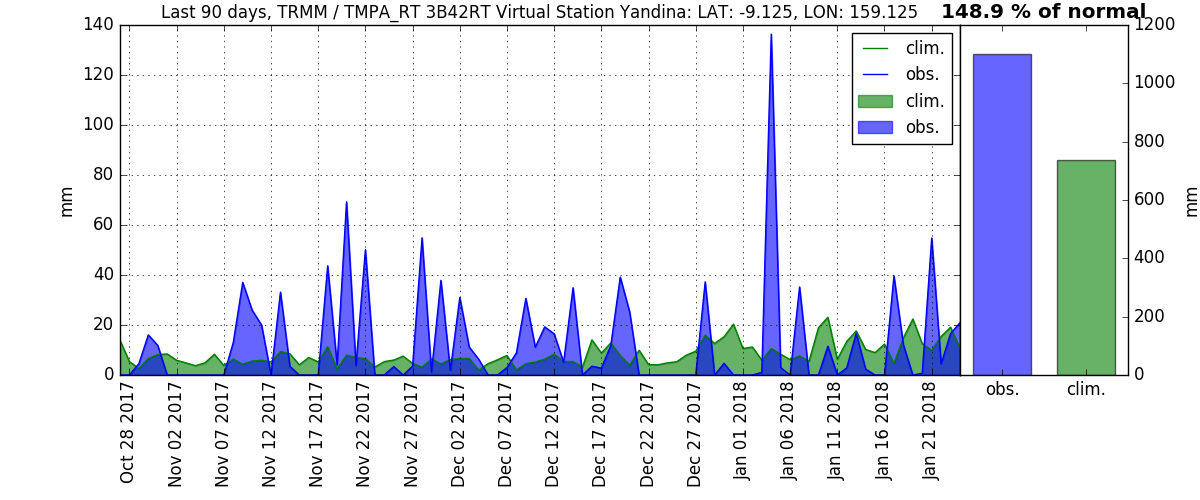 Last 90 days, TRMM / TMPA_RT 3B42RT Virtual Station Yandina: LAT: -9.125, LON: 159.125
148.9 % of normal
140
120
100
80
60
40
20
0
mm
clim.
obs.
clim.
obs.
Oct 28 2017
Nov 02 2017
Nov 07 2017
Nov 12 2017
Nov 17 2017
Nov 22 2017
Nov 27 2017
Dec 02 2017
Dec 07 2017
Dec 12 2017
Dec 17 2017
Dec 22 2017
Dec 27 2017
Jan 01 2018
Jan 06 2018
Jan 11 2018
Jan 16 2018
Jan 21 2018
1200
1000
800
600
400
200
0
mm
obs.
clim.